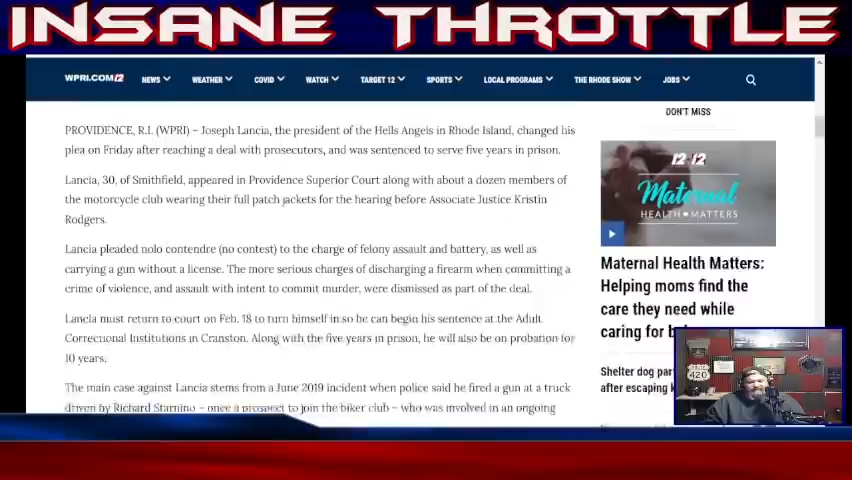 INSANE THROTTLE
WPRI.COM 12
NEWS
WEATHER
COVID
WATCH
TARGET 12
SPORTS
LOCAL PROGRAMS
THE RHODE SHOW
JOBS
PROVIDENCE, R.I. (WPRI) – Joseph Lancia, the president of the Hells Angels in Rhode Island, changed his
plea on Friday after reaching a deal with prosecutors, and was sentenced to serve five years in prison.
Lancia, 30, of Smithfield, appeared in Providence Superior Court along with about a dozen members of
the motorcycle club wearing their full patch jackets for the hearing before Associate Justice Kristin
Rodgers.
Lancia pleaded nolo contendre (no contest) to the charge of felony assault and battery, as well as
carrying a gun without a license. The more serious charges of discharging a firearm when committing a
crime of violence, and assault with intent to commit murder, were dismissed as part of the deal.
Lancia must return to court on Feb. 18 to turn himself in so he can begin his sentence at the Adult
Correctional Institutions in Cranston. Along with the five years in prison, he will also be on probation for
10 years.
The main case against Lancia stems from a June 2019 incident when police said he fired a gun at a truck
driven by Richard Starnino – once a prospect to join the biker club – who was involved in an ongoing
DON'T MISS
12 12
Maternal
HEALTH MATTERS
Maternal Health Matters:
Helping moms find the
care they need while
caring for
Shelter dog
after escaping
420